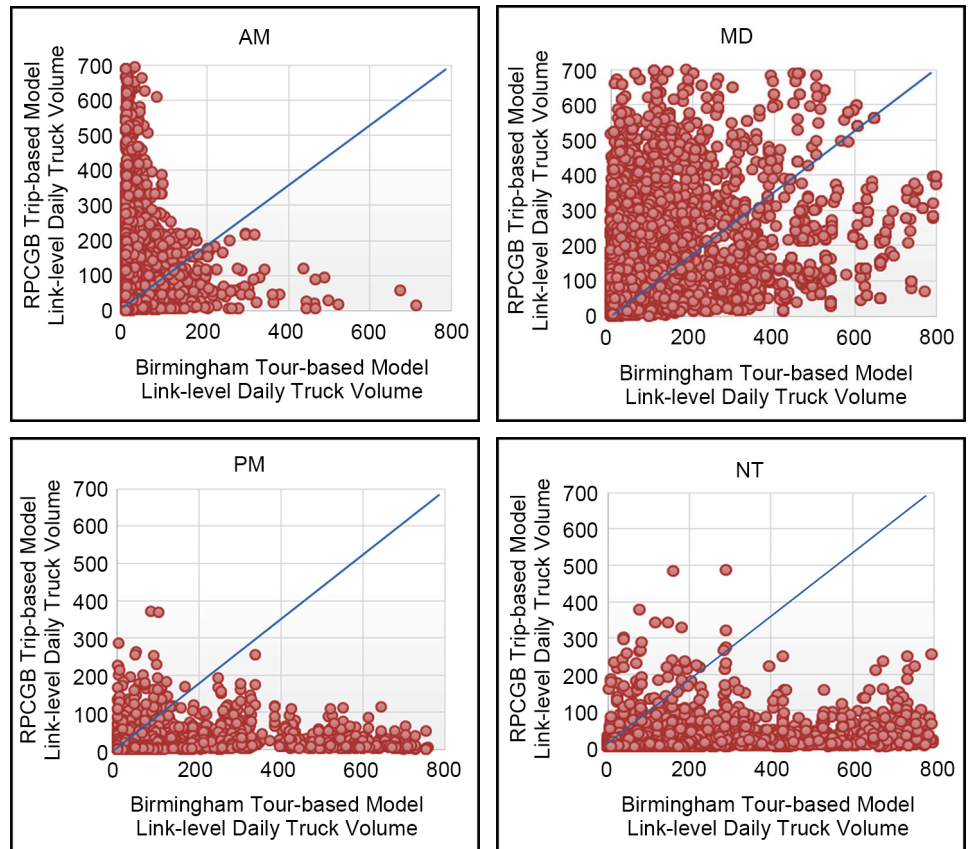 AM
RPCGB Trip-based Model
Link-level Daily Truck Volume
700
600
500
400
300
200
100
0
0 200 400 600 800
Birmingham Tour-based Model
Link-level Daily Truck Volume
MD
RPCGB Trip-based Model
Link-level Daily Truck Volume
700
600
500
400
300
200
100
0
0 200 400 600 800
Birmingham Tour-based Model
Link-level Daily Truck Volume
PM
RPCGB Trip-based Model
Link-level Daily Truck Volume
700
600
500
400
300
200
100
0
0 200 400 600 800
Birmingham Tour-based Model
Link-level Daily Truck Volume
NT
RPCGB Trip-based Model
Link-level Daily Truck Volume
700
600
500
400
300
200
100
0
0 200 400 600 800
Birmingham Tour-based Model
Link-level Daily Truck Volume